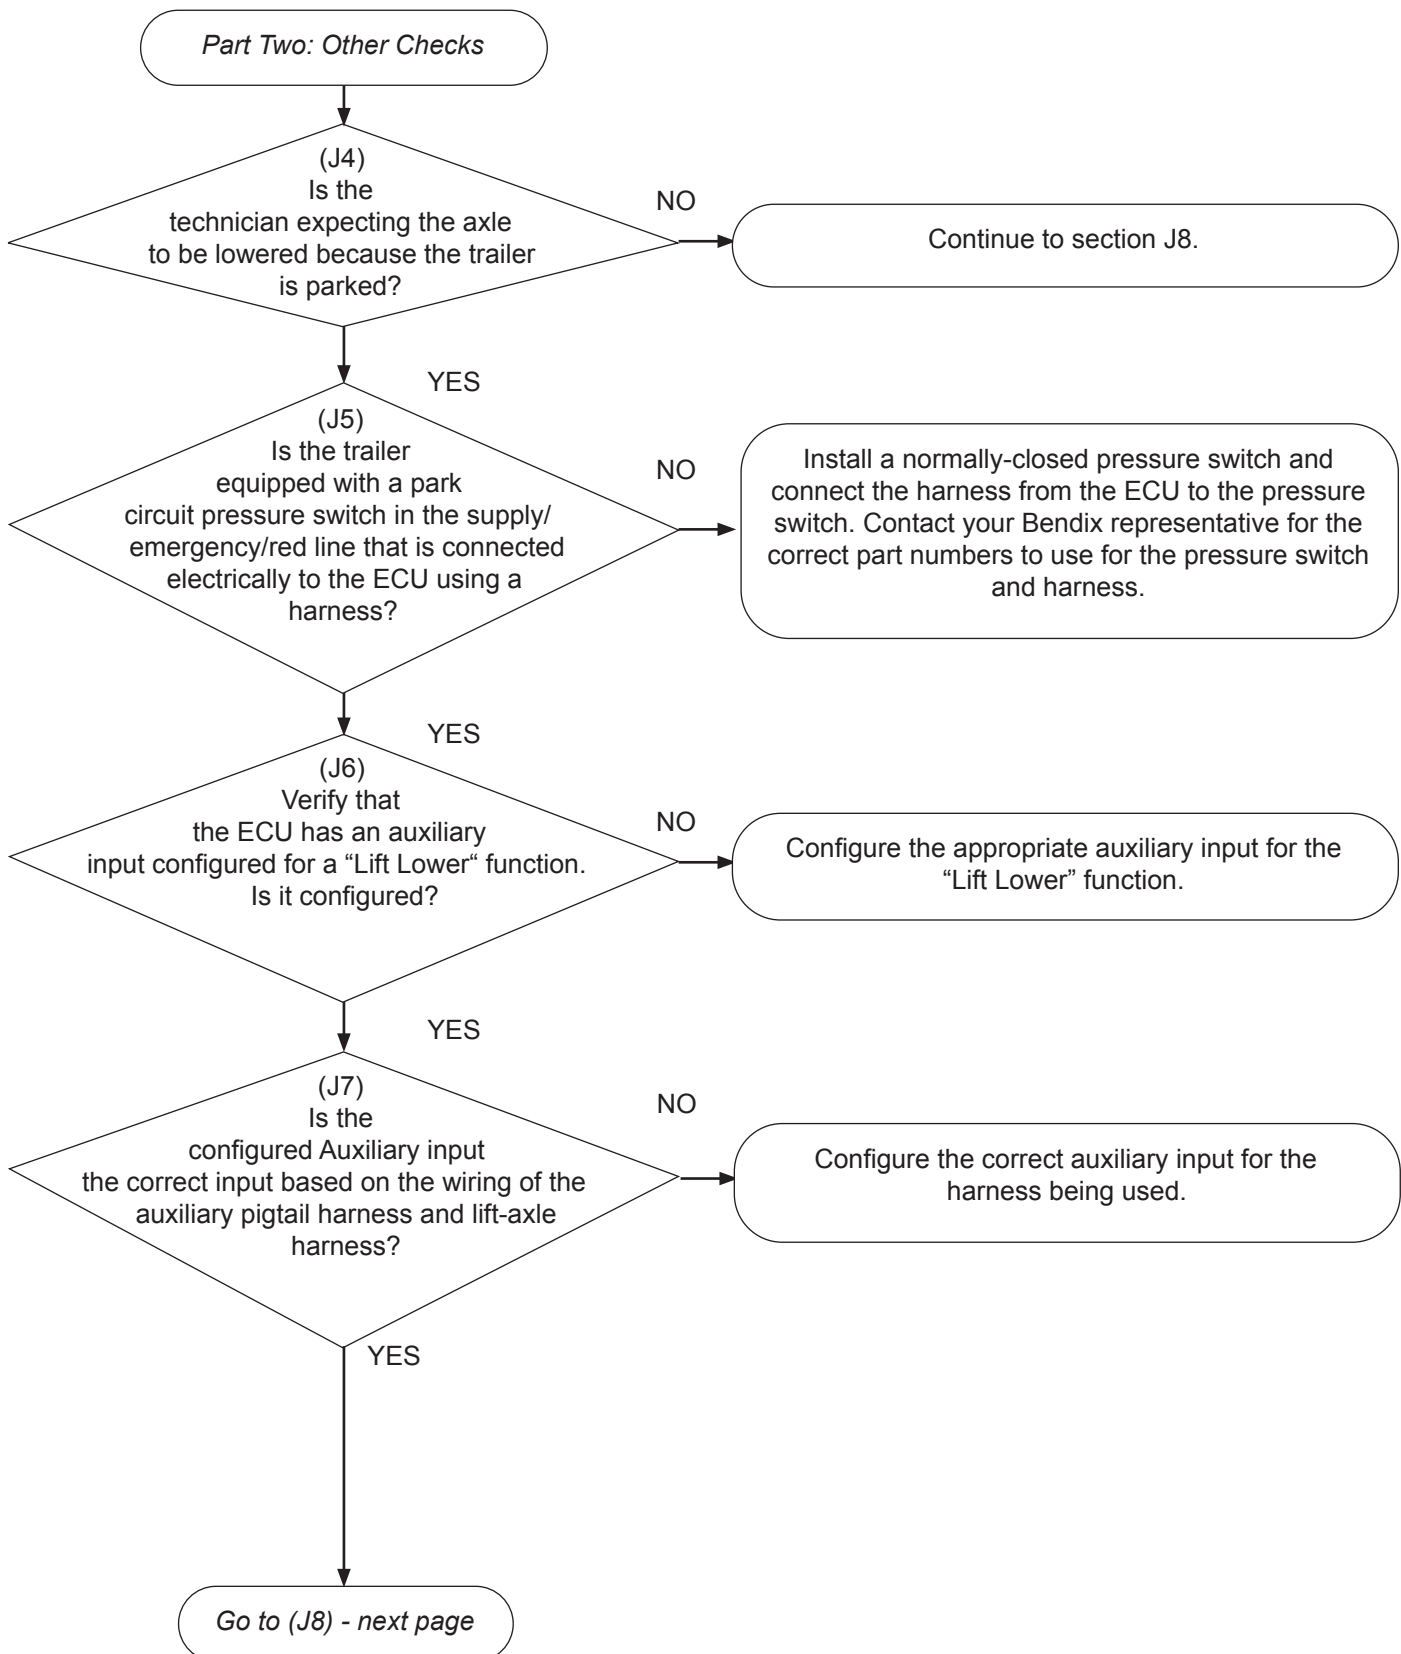 Part Two: Other Checks
(J4)
Is the
technician expecting the axle
to be lowered because the trailer
is parked?
NO
Continue to section J8.
YES
(J5)
Is the trailer
equipped with a park
circuit pressure switch in the supply/
emergency/red line that is connected
electrically to the ECU using a
harness?
NO
Install a normally-closed pressure switch and
connect the harness from the ECU to the pressure
switch. Contact your Bendix representative for the
correct part numbers to use for the pressure switch
and harness.
YES
(J6)
Verify that
the ECU has an auxiliary
input configured for a “Lift Lower“ function.
Is it configured?
NO
Configure the appropriate auxiliary input for the
“Lift Lower” function.
YES
(J7)
Is the
configured Auxiliary input
the correct input based on the wiring of the
auxiliary pigtail harness and lift-axle
harness?
NO
Configure the correct auxiliary input for the
harness being used.
YES
Go to (J8) - next page